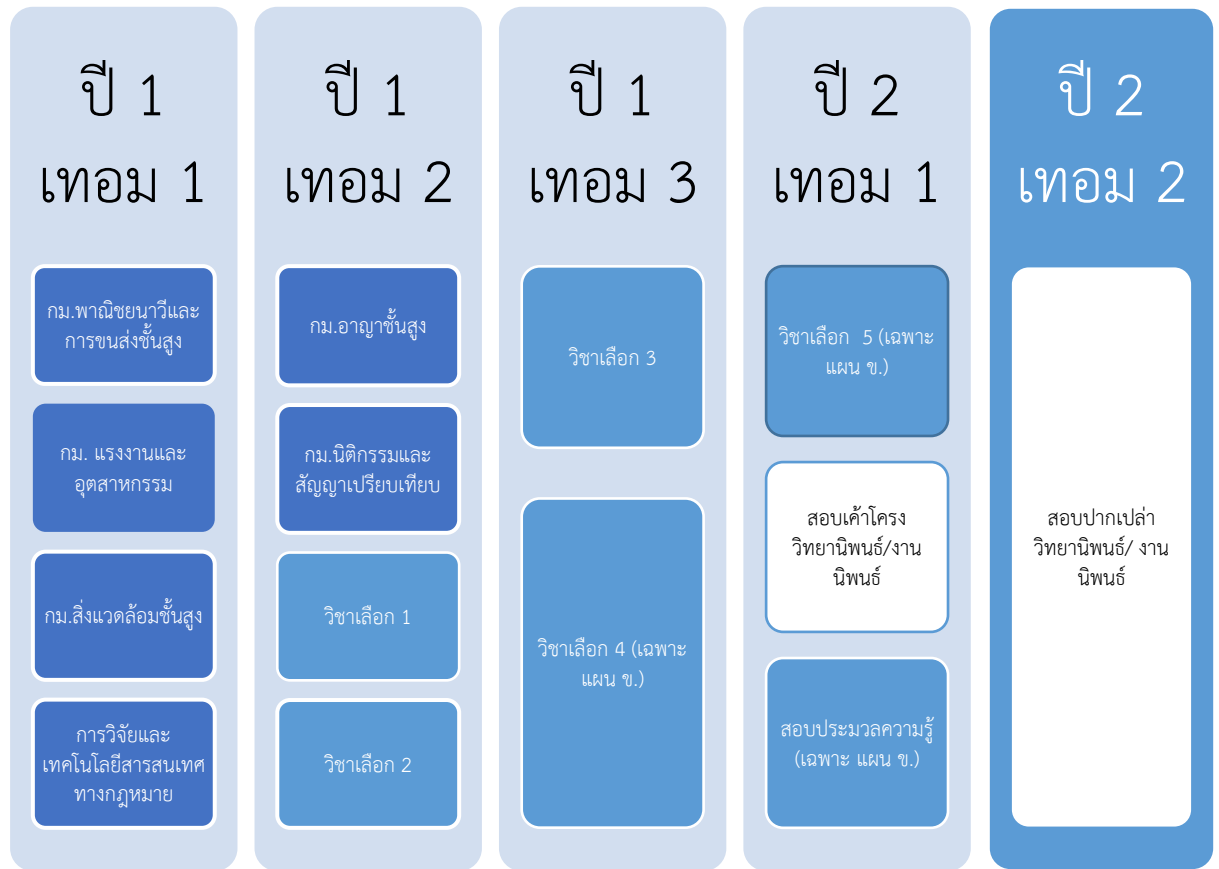 ปี 1
เทอม 1
กม.พาณิชยนาวีและ
การขนส่งชั้นสูง
กม. แรงงานและ
อุตสาหกรรม
กม.สิ่งแวดล้อมชั้นสูง
การวิจัยและ
เทคโนโลยีสารสนเทศ
ทางกฎหมาย
ปี 1
เทอม 2
กม.อาญาชั้นสูง
กม.นิติกรรมและ
สัญญาเปรียบเทียบ
วิชาเลือก 1
วิชาเลือก 2
ปี 1
เทอม 3
วิชาเลือก 3
วิชาเลือก 4 (เฉพาะ
แผน ข.)
ปี 2
เทอม 1
วิชาเลือก 5 (เฉพาะ
แผน ข.)
สอบเค้าโครง
วิทยานิพนธ์/งาน
นิพนธ์
สอบประมวลความรู้
(เฉพาะ แผน ข.)
ปี 2
เทอม 2
สอบปากเปล่า
วิทยานิพนธ์/ งาน
นิพนธ์